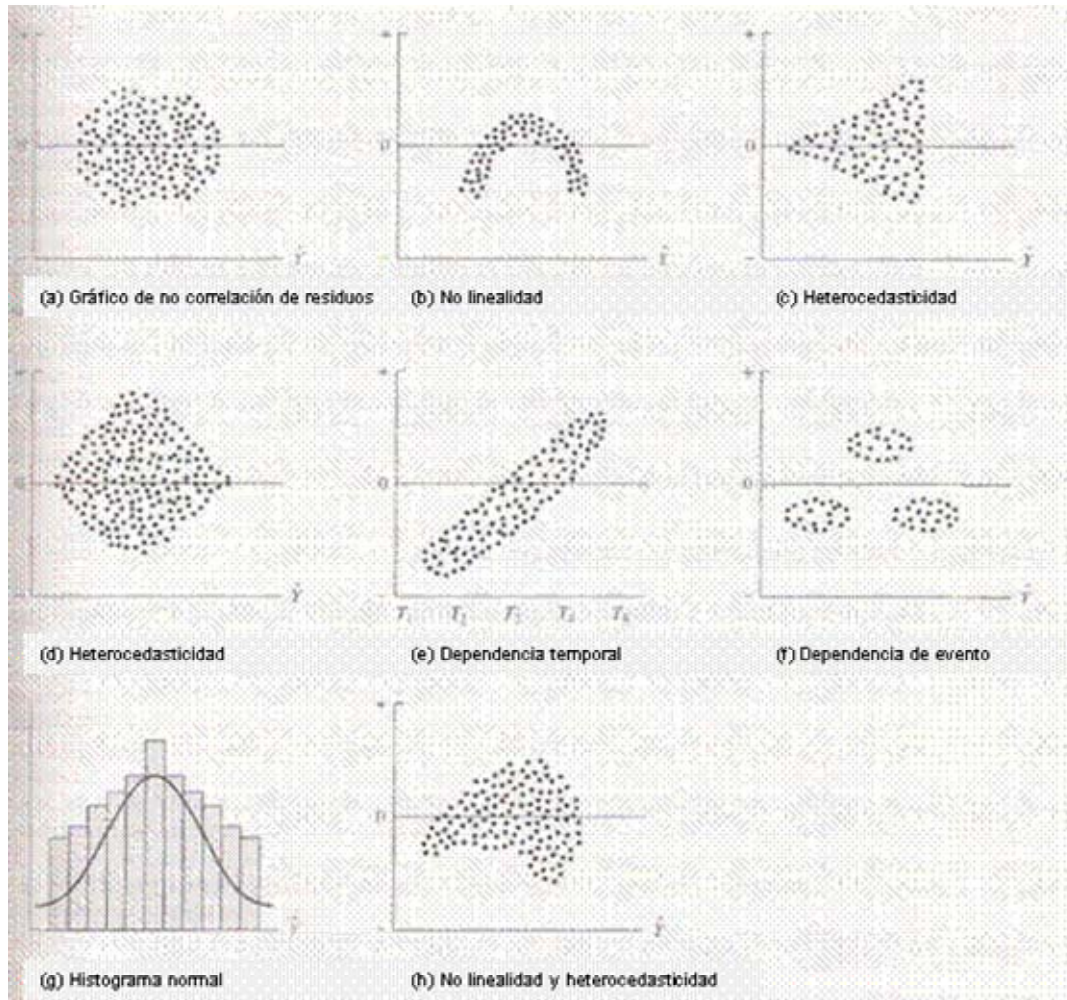 (a) Gráfico de no correlación de residuos
(b) No linealidad
(c) Heterocedasticidad
(d) Heterocedasticidad
(e) Dependencia temporal
(f) Dependencia de evento
(g) Histograma normal
(h) No linealidad y heterocedasticidad